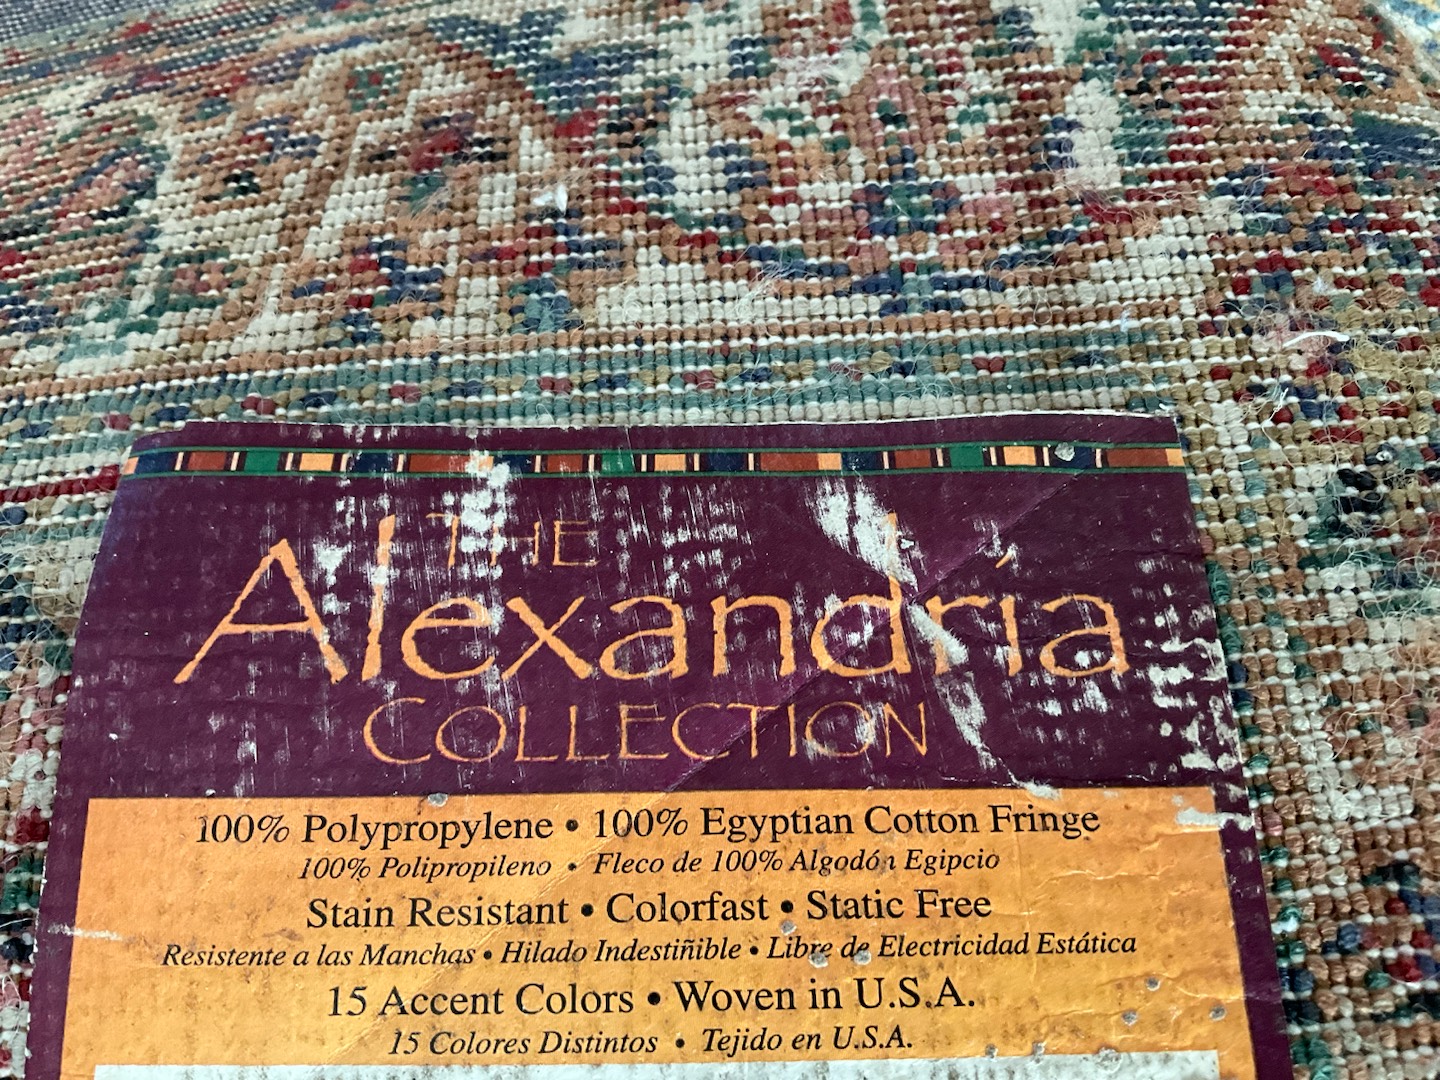 THE
Alexandria
COLLECTION
100% Polypropylene • 100% Egyptian Cotton Fringe
100% Polipropileno • Fleco de 100% Algodón Egipcio
Stain Resistant • Colorfast • Static Free
Resistente a las Manchas • Hilado Indestiñible • Libre de Electricidad Estática
15 Accent Colors • Woven in U.S.A.
15 Colores Distintos • Tejido en U.S.A.